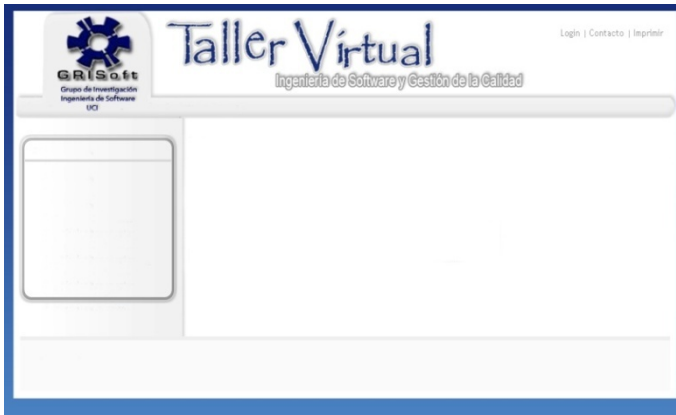 Taller Virtual
Login | Contacto | Imprimir
Ingeniería de Software y Gestión de la Calidad
GRISoft
Grupo de Investigación
Ingeniería de Software
UCI